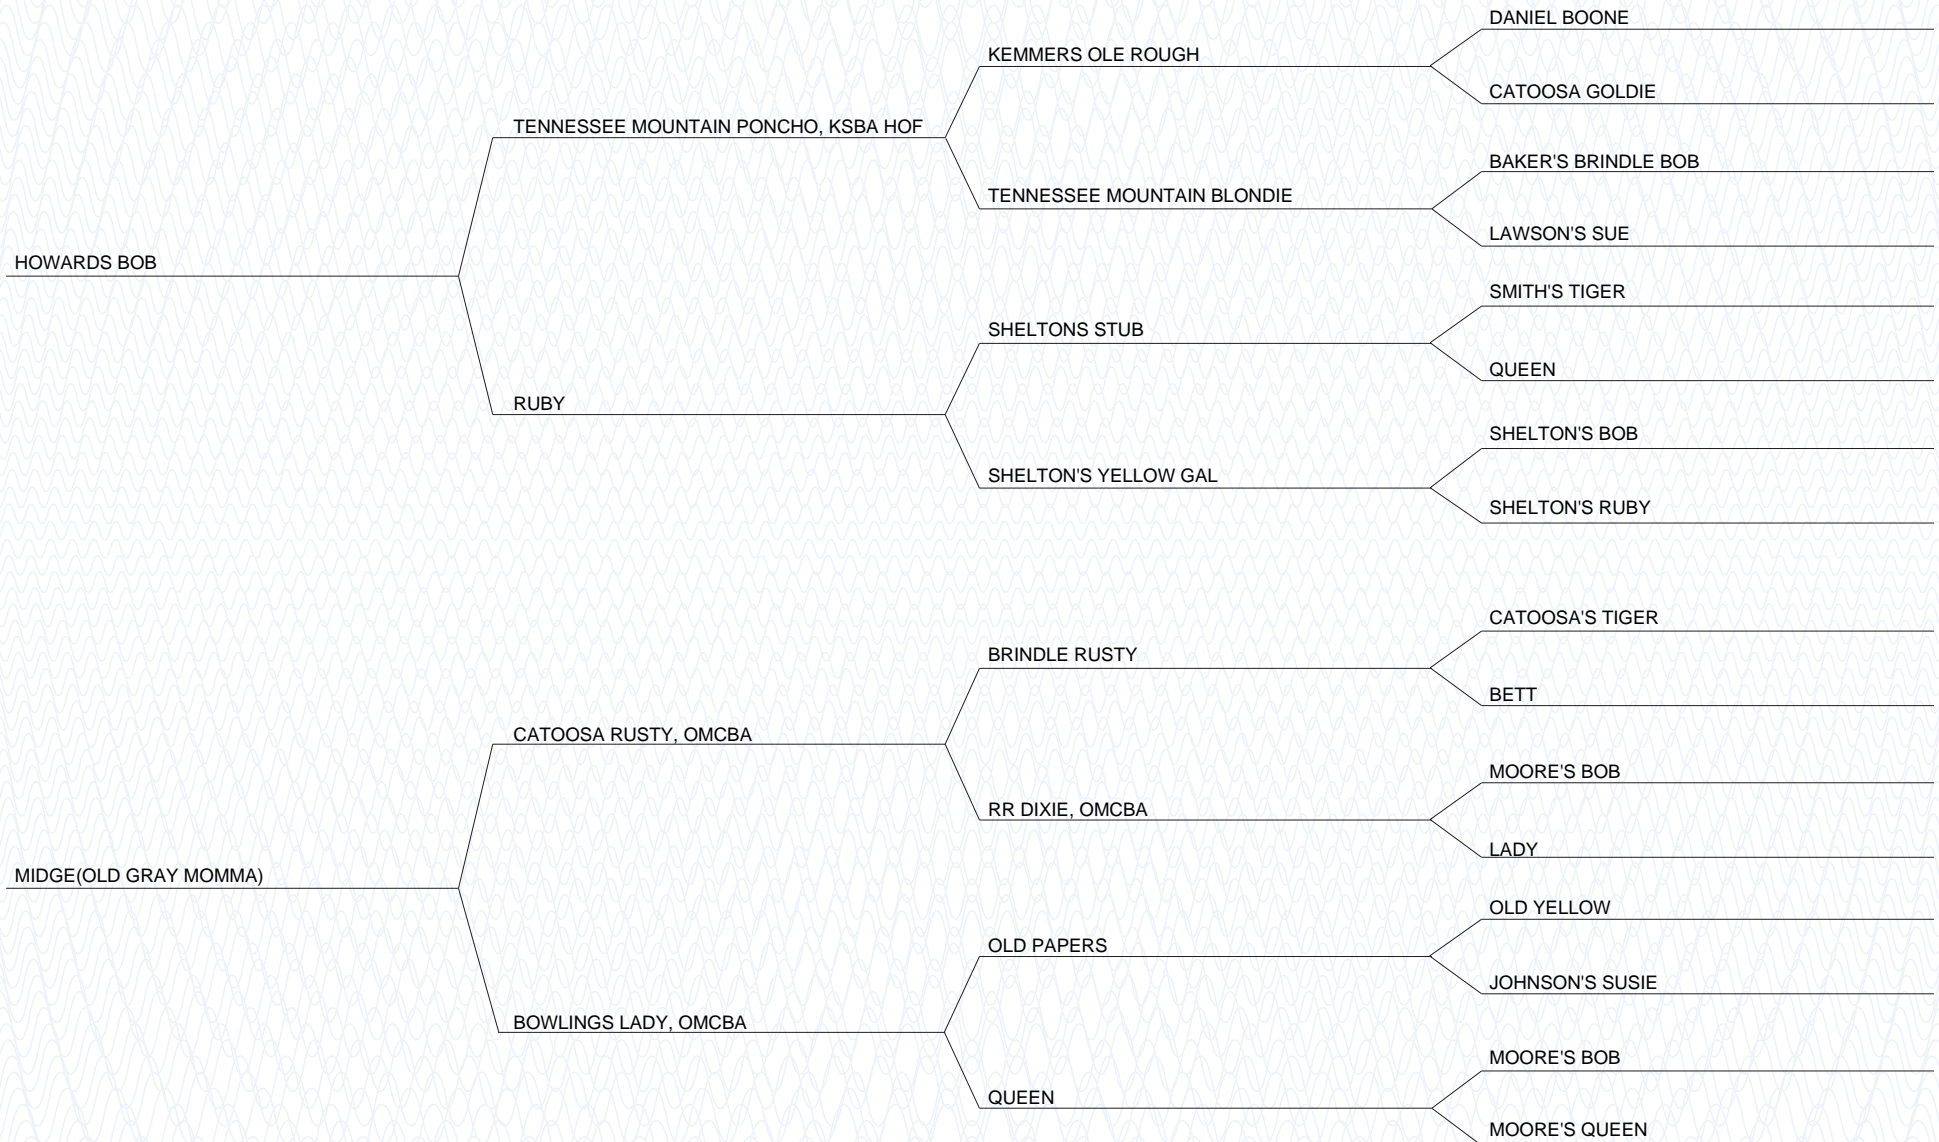 DANIEL BOONE
KEMMERS OLE ROUGH
CATOOSA GOLDIE
TENNESSEE MOUNTAIN PONCHO, KSBA HOF
BAKER'S BRINDLE BOB
TENNESSEE MOUNTAIN BLONDIE
LAWSON'S SUE
HOWARDS BOB
SMITH'S TIGER
SHELTONS STUB
QUEEN
RUBY
SHELTON'S BOB
SHELTON'S YELLOW GAL
SHELTON'S RUBY
CATOOSA'S TIGER
BRINDLE RUSTY
BETT
CATOOSA RUSTY, OMCBA
MOORE'S BOB
RR DIXIE, OMCBA
LADY
MIDGE(OLD GRAY MOMMA)
OLD YELLOW
OLD PAPERS
JOHNSON'S SUSIE
BOWLINGS LADY, OMCBA
MOORE'S BOB
QUEEN
MOORE'S QUEEN